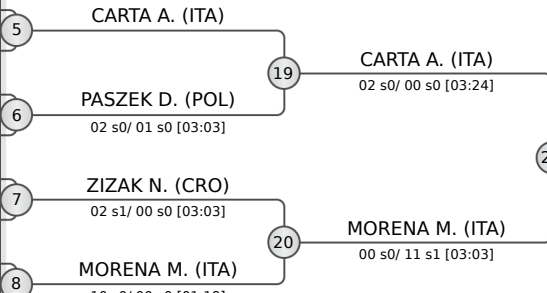 CARTA A. (ITA)
5
19
CARTA A. (ITA)
02 s0/ 00 s0 [03:24]
PASZEK D. (POL)
6
02 s0/ 01 s0 [03:03]
ZIZAK N. (CRO)
7
02 s1/ 00 s0 [03:03]
20
MORENA M. (ITA)
00 s0/ 11 s1 [03:03]
MORENA M. (ITA)
8